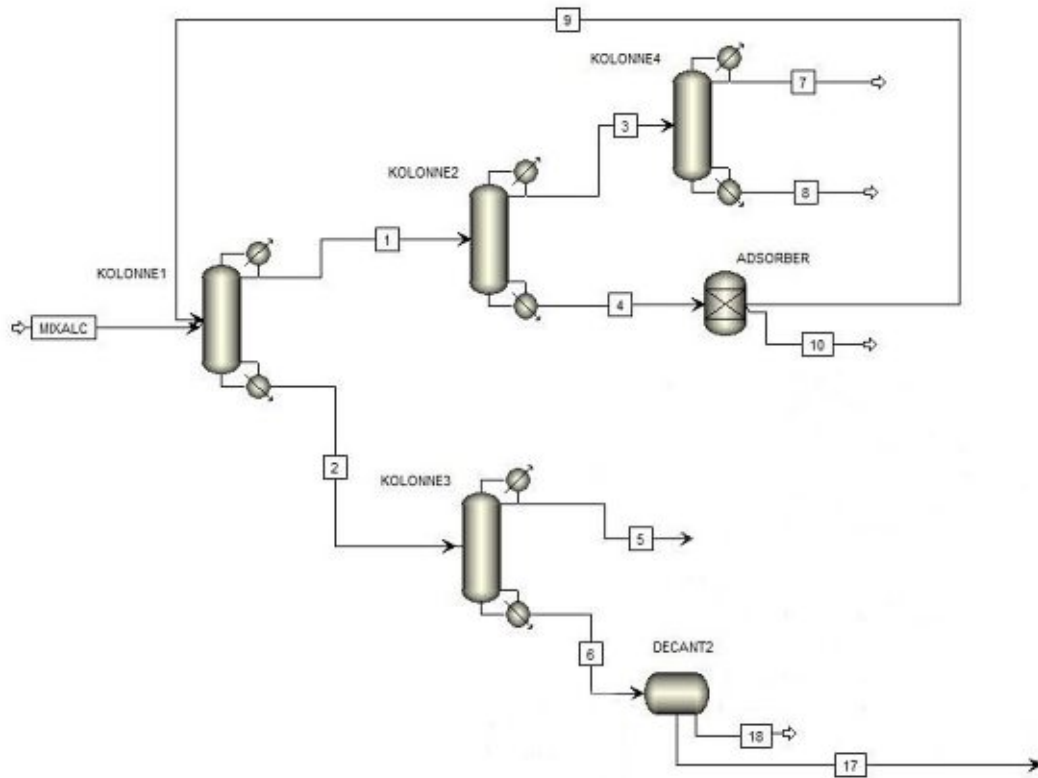 9
KOLONNE4
7
3
KOLONNE2
8
1
ADSORBER
KOLONNE1
4
MIXALC
10
2
KOLONNE3
5
6
DECANT2
18
17